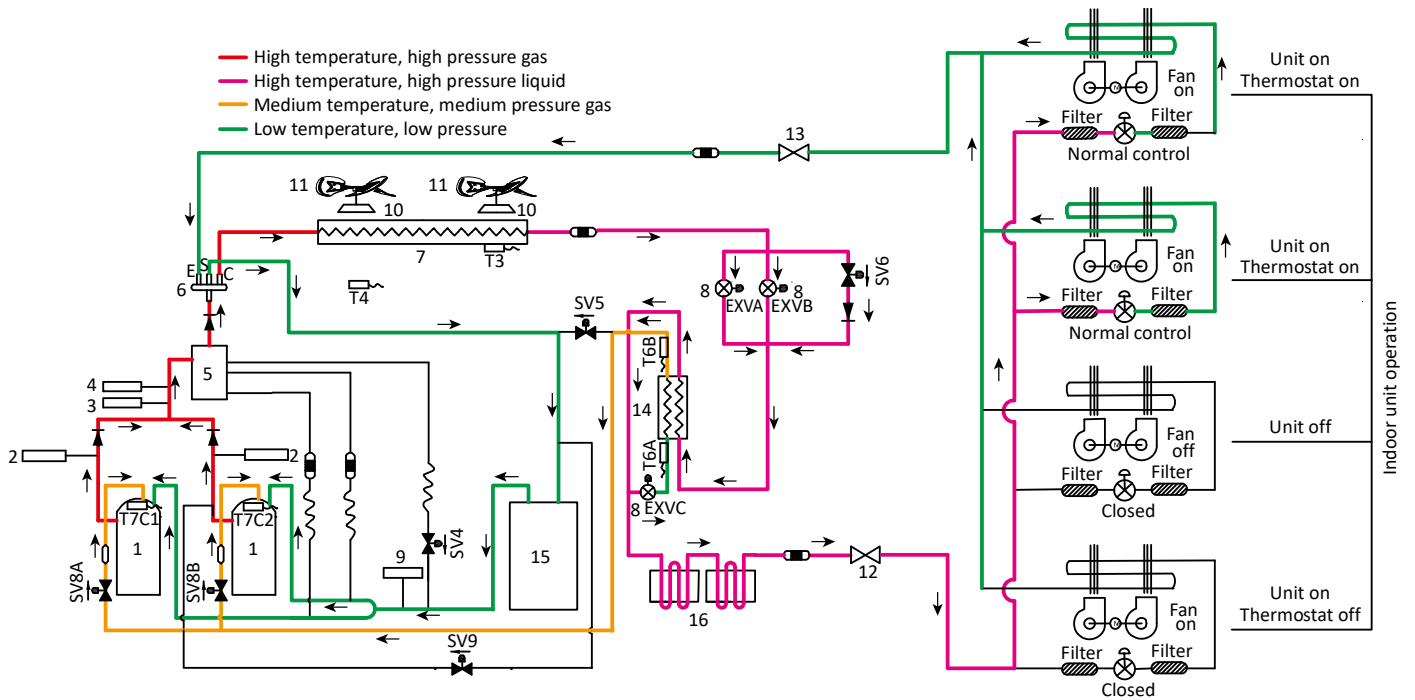 High temperature, high pressure gas
High temperature, high pressure liquid
Medium temperature, medium pressure gas
Low temperature, low pressure
13
11
11
10
10
7
T3
T4
E
S
C
6
5
4
3
2
2
T7C1
T7C2
1
1
SV8A
SV8B
9
SV4
SV9
15
SV5
T6B
14
T6A
8
EXVC
8
EXVA
8
EXVB
SV6
16
12
Fan
on
Filter
Filter
Normal control
Fan
on
Filter
Filter
Normal control
Fan
off
Filter
Filter
Closed
Fan
on
Filter
Filter
Closed
Unit on
Thermostat on
Unit on
Thermostat on
Unit off
Unit on
Thermostat off
Indoor unit operation